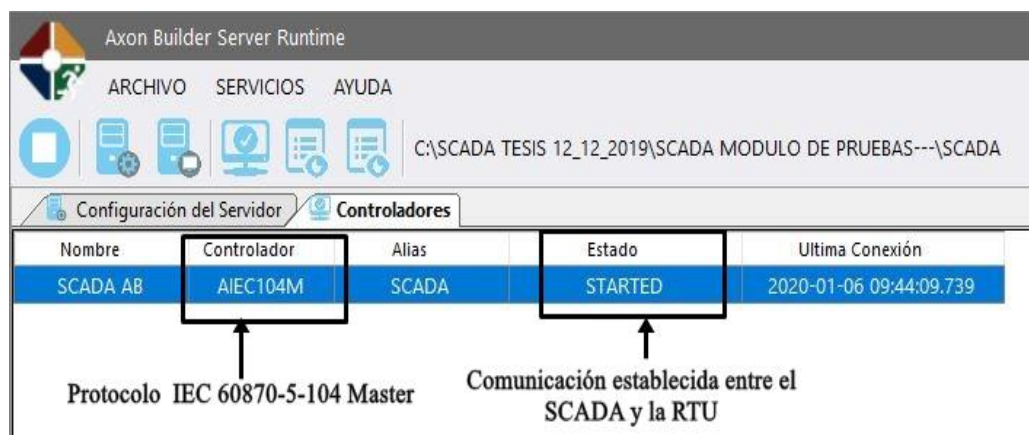 Axon Builder Server Runtime
ARCHIVO SERVICIOS AYUDA
C:\SCADA TESIS 12_12_2019\SCADA MODULO DE PRUEBAS---\SCADA
Configuración del Servidor Controladores
Nombre Controlador Alias Estado Ultima Conexión
SCADA AB AIEC104M SCADA STARTED 2020-01-06 09:44:09.739
Protocolo IEC 60870-5-104 Master
Comunicación establecida entre el
SCADA y la RTU